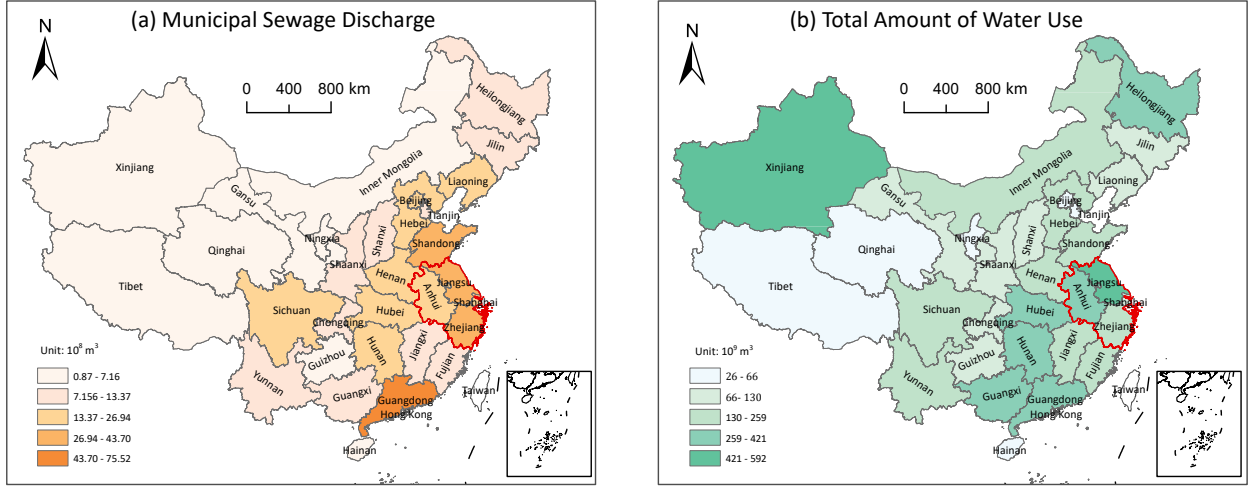 (a) Municipal Sewage Discharge
N
0 400 800 km
Heilongjiang
Jilin
Xinjiang
Inner Mongolia
Liaoning
Gansu
Beijing
Tianjin
Hebei
Shanxi
Ningxia
Qinghai
Shandong
Shaanxi
Henan
Jiangsu
Tibet
Anhui
Shanghai
Sichuan
Hubei
Chongqing
Zhejiang
Hunan
Jiangxi
Guizhou
Fujian
Yunnan
Guangxi
Guangdong
Taiwan
Hong Kong
Hainan
Unit: 10⁸ m³
0.87 - 7.16
7.156 - 13.37
13.37 - 26.94
26.94 - 43.70
43.70 - 75.52
(b) Total Amount of Water Use
N
0 400 800 km
Heilongjiang
Jilin
Xinjiang
Inner Mongolia
Liaoning
Gansu
Beijing
Tianjin
Hebei
Shanxi
Ningxia
Qinghai
Shandong
Shaanxi
Henan
Jiangsu
Tibet
Anhui
Shanghai
Sichuan
Hubei
Chongqing
Zhejiang
Hunan
Jiangxi
Guizhou
Fujian
Yunnan
Guangxi
Guangdong
Taiwan
Hong Kong
Hainan
Unit: 10⁹ m³
26 - 66
66- 130
130 - 259
259 - 421
421 - 592